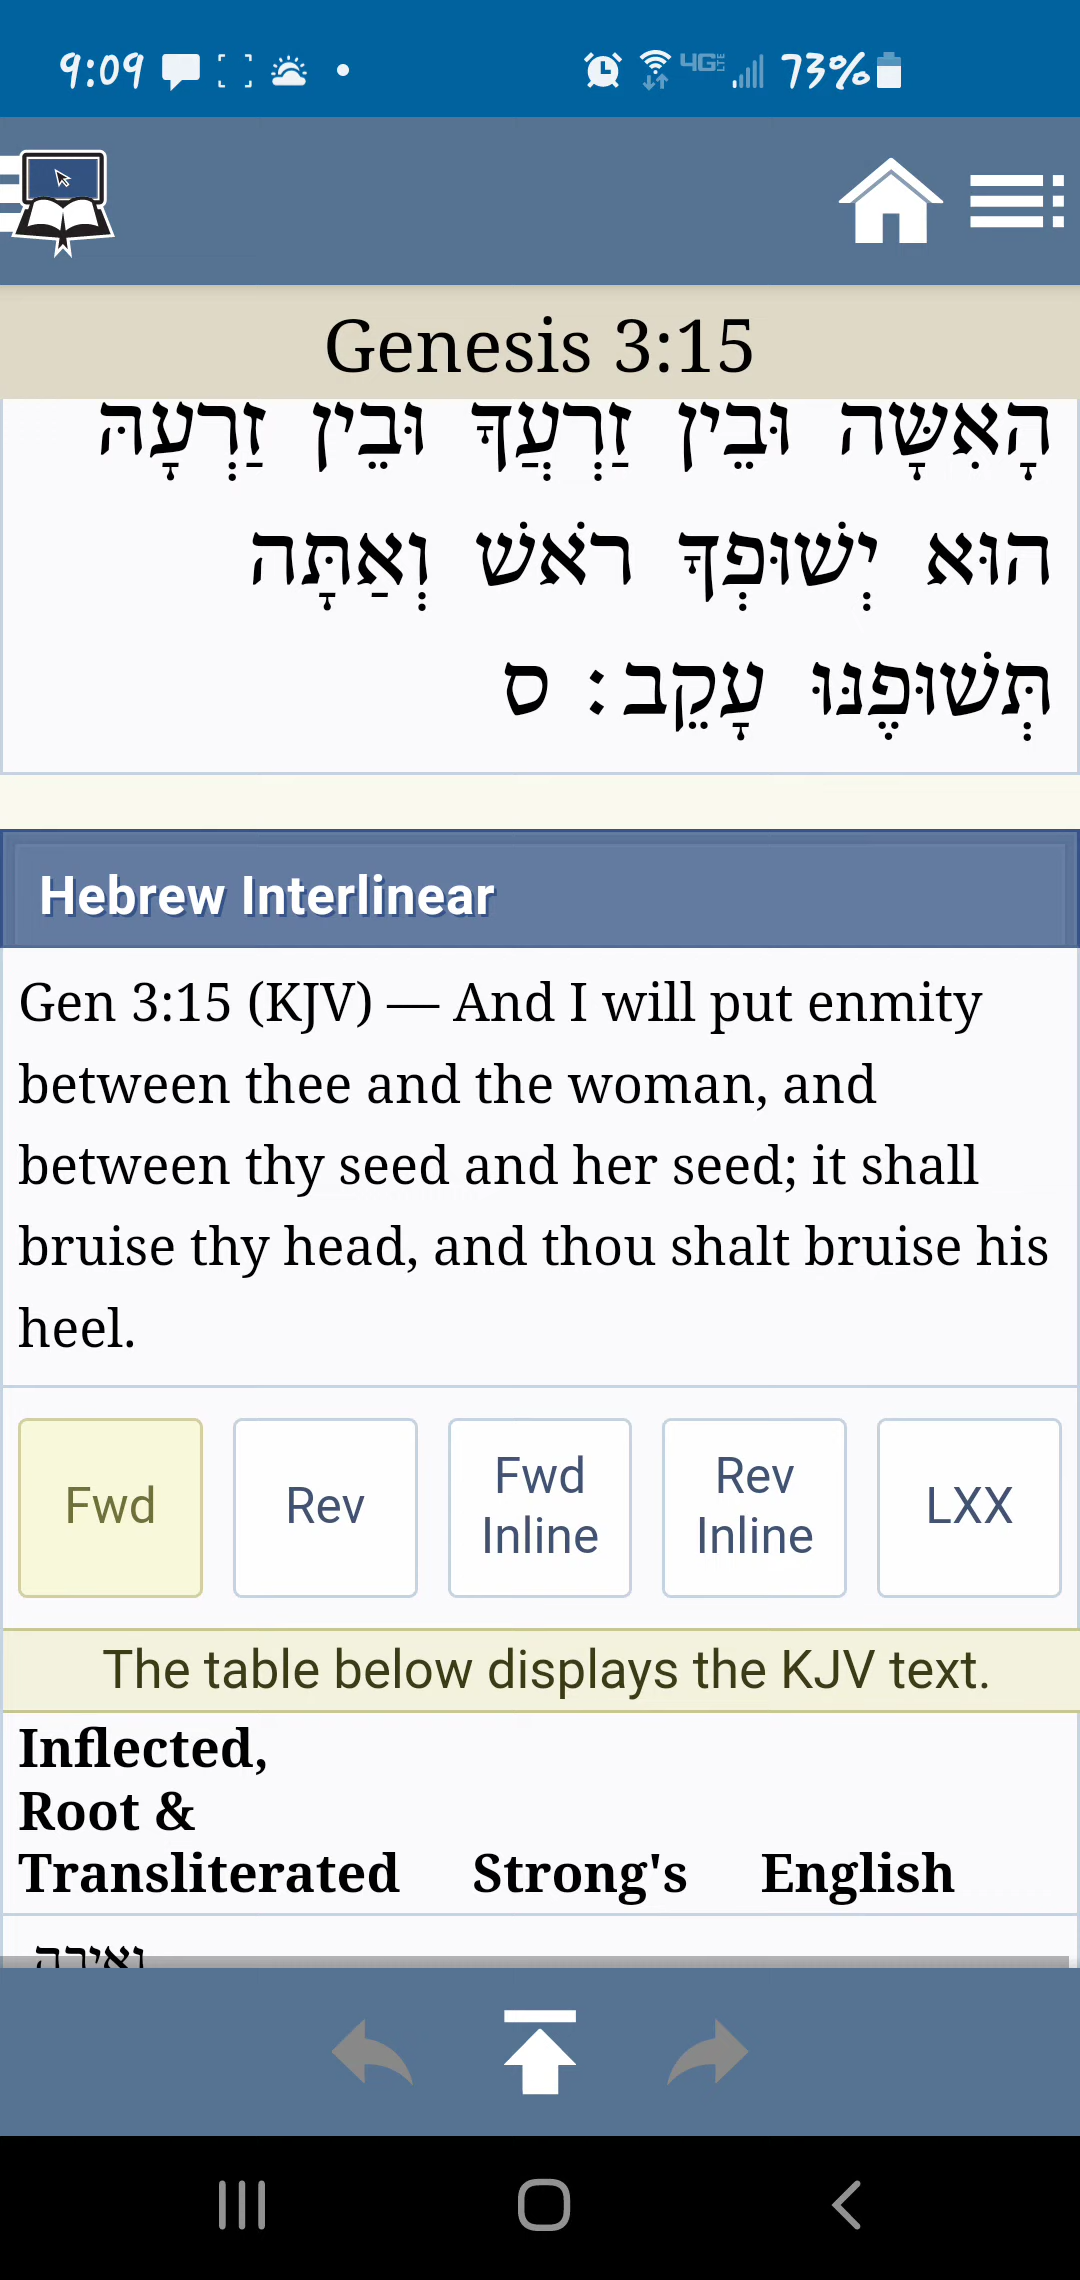 9:09 4G LTE 73%
Genesis 3:15
הָאִשָּׁה וּבֵין זַרְעֲךָ וּבֵין זַרְעָהּ
הוּא יְשׁוּפְךָ רֹאשׁ וְאַתָּה
תְּשׁוּפֶנּוּ עָקֵב׃ ס
Hebrew Interlinear
Gen 3:15 (KJV) — And I will put enmity
between thee and the woman, and
between thy seed and her seed; it shall
bruise thy head, and thou shalt bruise his
heel.
Fwd Rev Fwd Inline Rev Inline LXX
The table below displays the KJV text.
Inflected,
Root &
Transliterated Strong's English